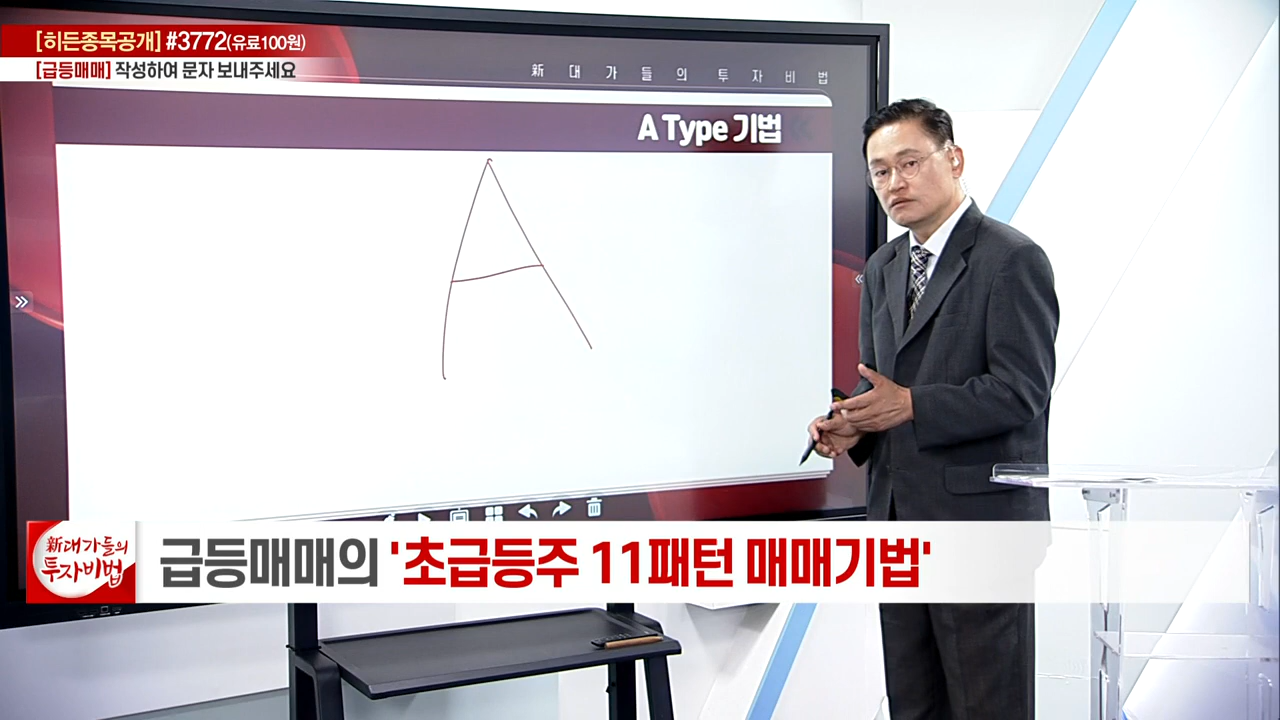 [히든종목공개] #3772(유료100원)
[급등매매] 작성하여 문자 보내주세요
新 대가들의 투자비법
A Type 기법
A
新대가들의
투자비법
급등매매의 '초급등주 11패턴 매매기법'